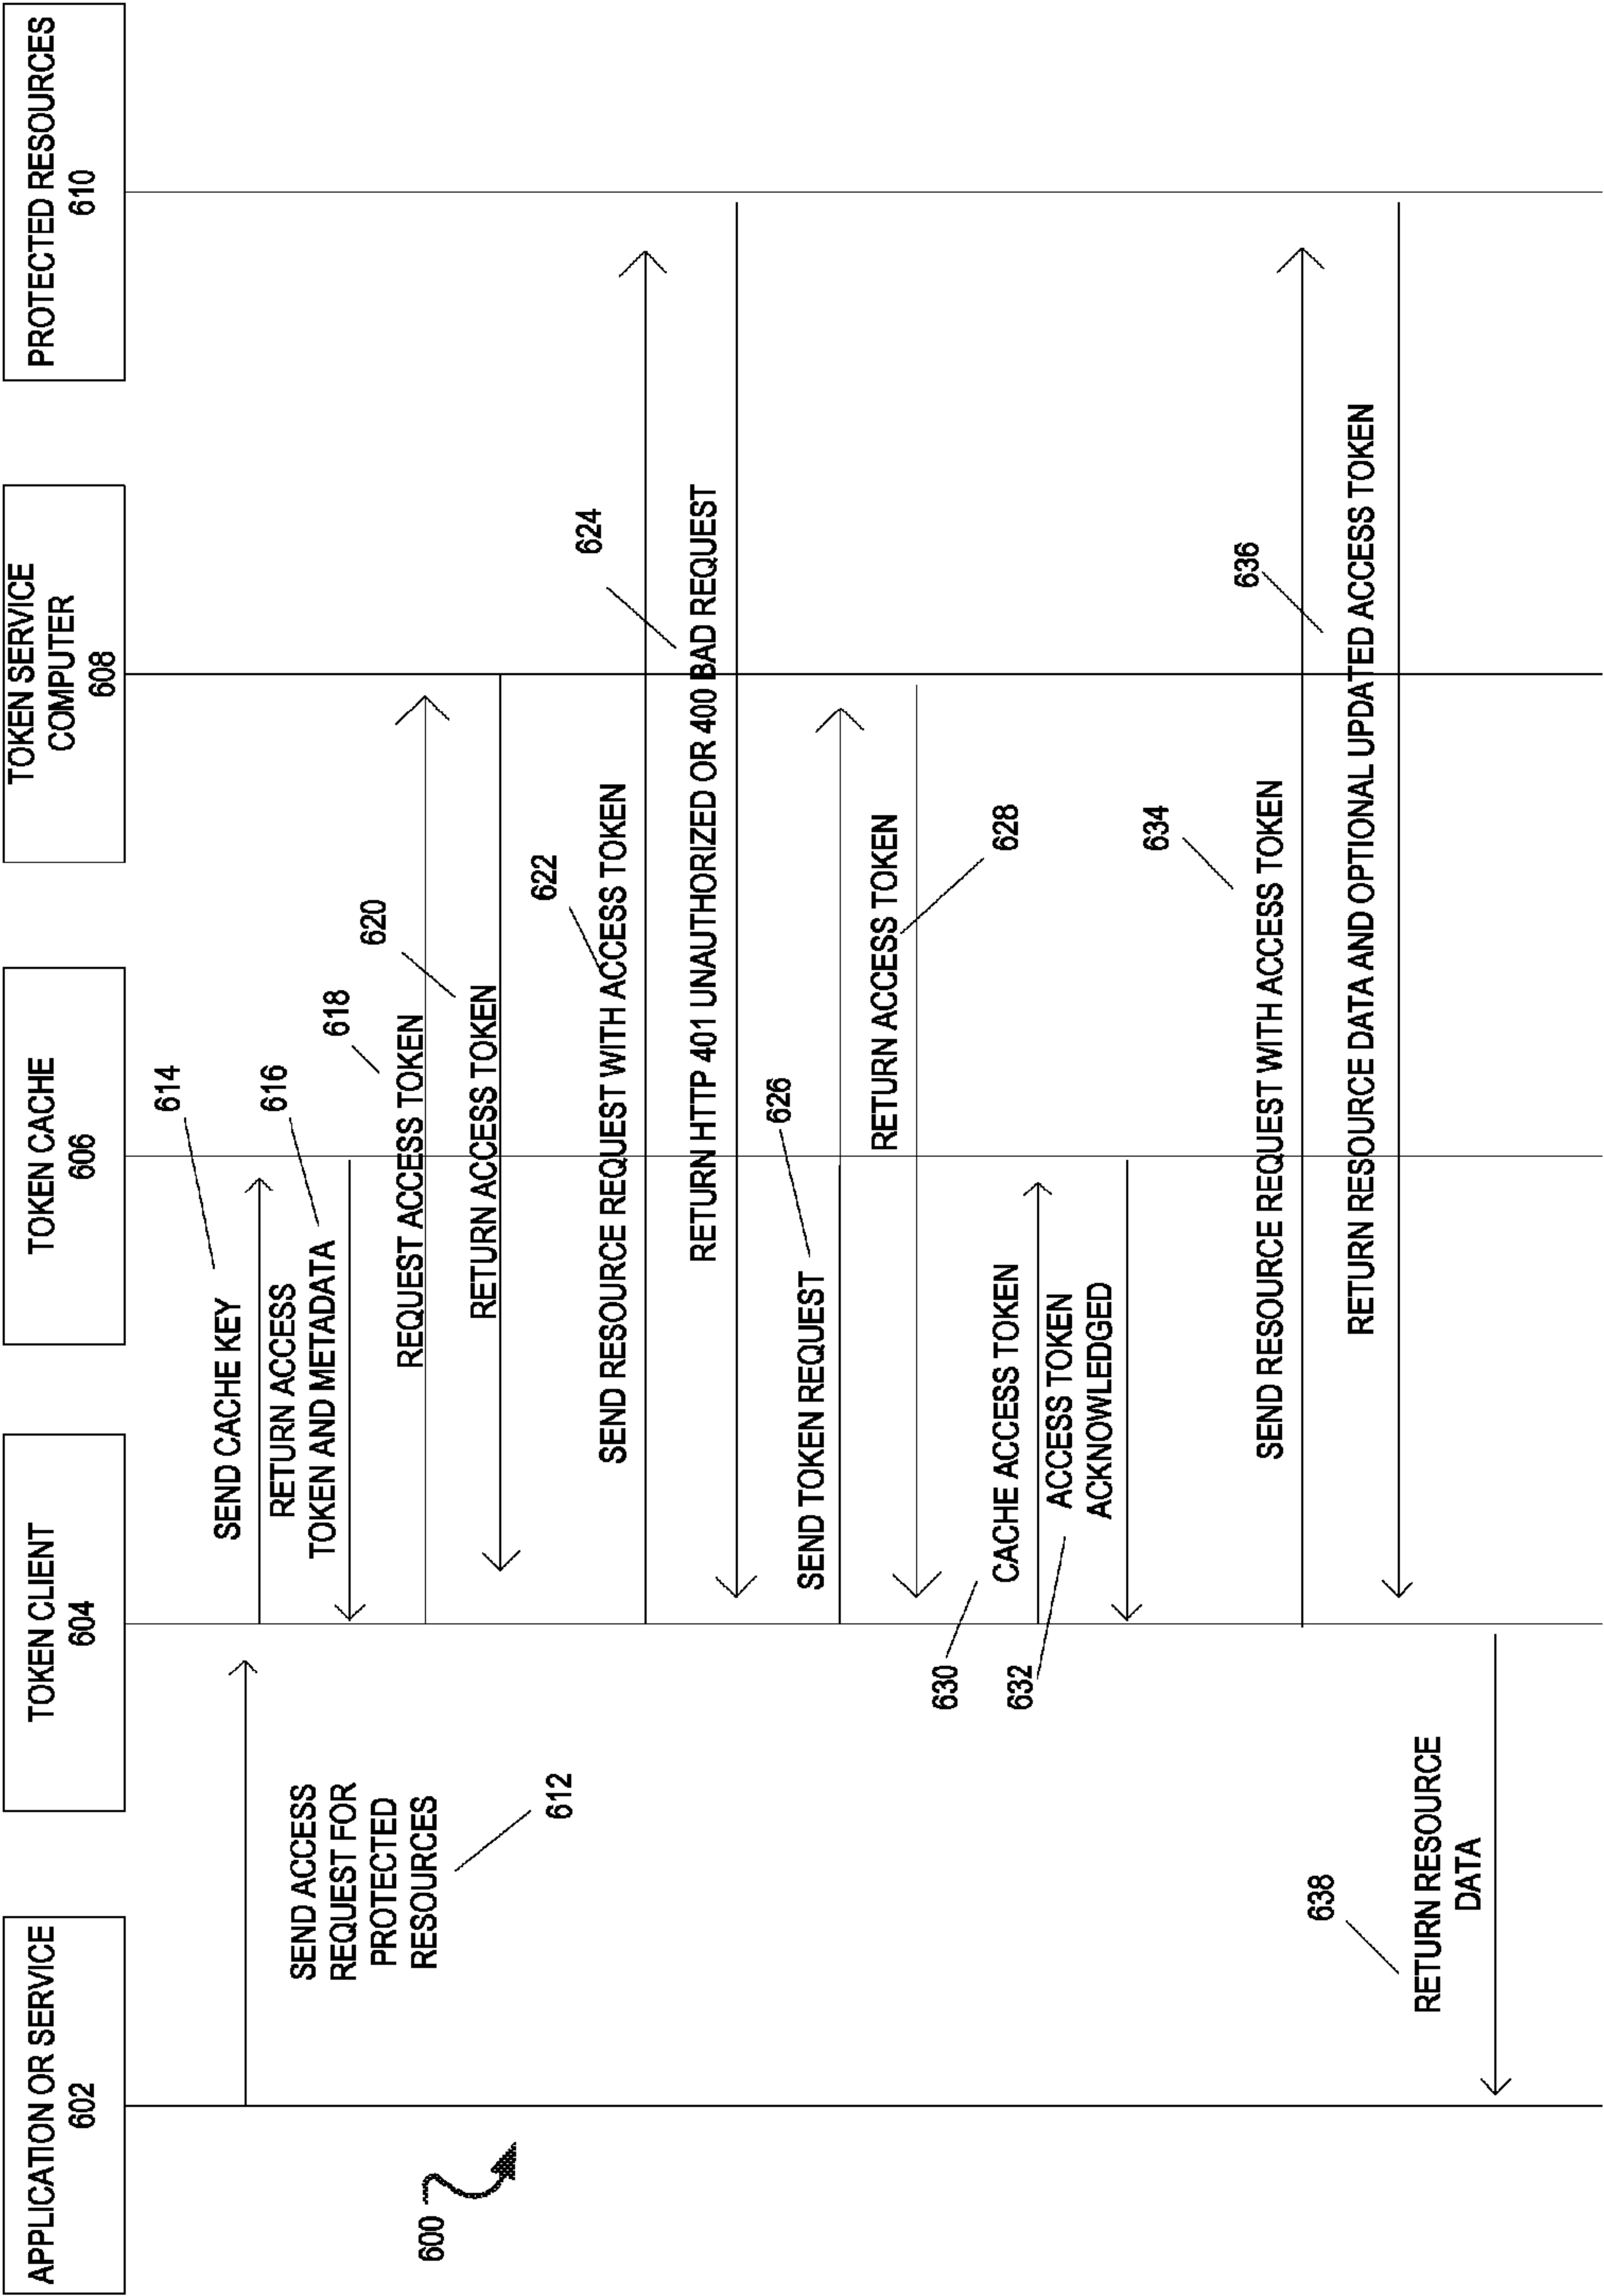 APPLICATION OR SERVICE
602
TOKEN CLIENT
604
TOKEN CACHE
606
TOKEN SERVICE
COMPUTER
608
PROTECTED RESOURCES
610
600
SEND ACCESS
REQUEST FOR
PROTECTED
RESOURCES
612
614
SEND CACHE KEY
616
RETURN ACCESS
TOKEN AND METADATA
618
REQUEST ACCESS TOKEN
620
RETURN ACCESS TOKEN
622
SEND RESOURCE REQUEST WITH ACCESS TOKEN
624
RETURN HTTP 401 UNAUTHORIZED OR 400 BAD REQUEST
626
SEND TOKEN REQUEST
RETURN ACCESS TOKEN
628
630
CACHE ACCESS TOKEN
632
ACCESS TOKEN
ACKNOWLEDGED
634
SEND RESOURCE REQUEST WITH ACCESS TOKEN
636
RETURN RESOURCE DATA AND OPTIONAL UPDATED ACCESS TOKEN
638
RETURN RESOURCE
DATA